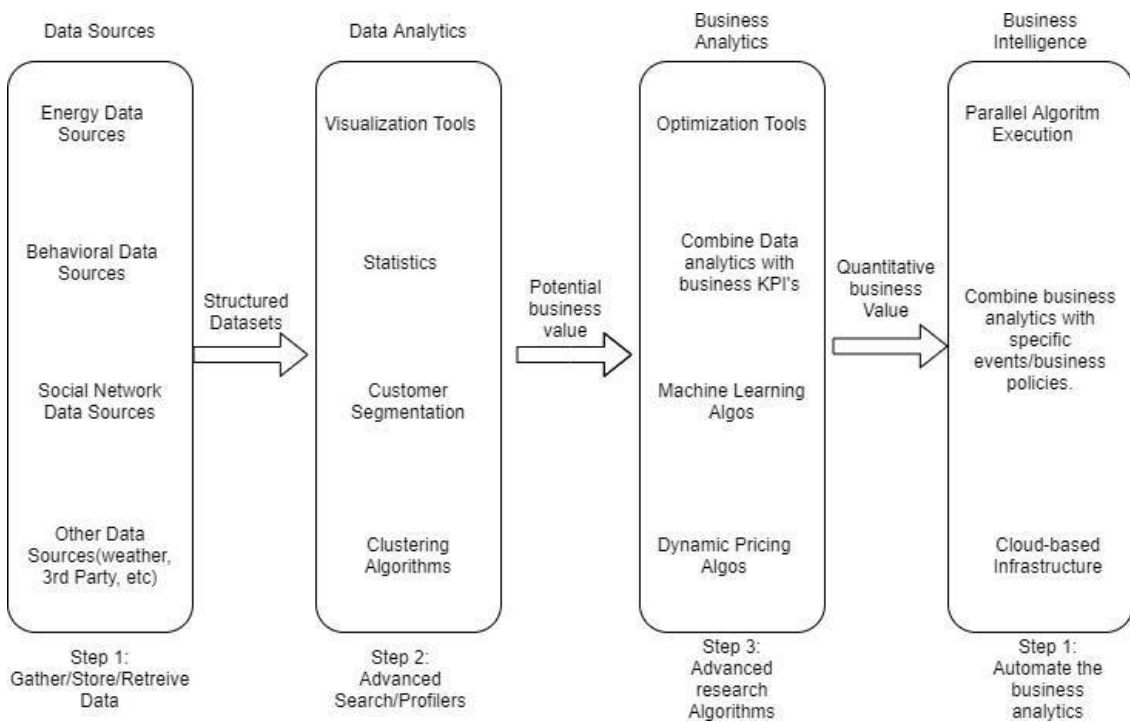 Data Sources
Energy Data
Sources
Behavioral Data
Sources
Social Network
Data Sources
Other Data
Sources(weather,
3rd Party, etc)
Step 1:
Gather/Store/Retreive
Data
Structured
Datasets
Data Analytics
Visualization Tools
Statistics
Customer
Segmentation
Clustering
Algorithms
Step 2:
Advanced
Search/Profilers
Potential
business
value
Business
Analytics
Optimization Tools
Combine Data
analytics with
business KPI's
Machine Learning
Algos
Dynamic Pricing
Algos
Step 3:
Advanced
research
Algorithms
Quantitative
business
Value
Business
Intelligence
Parallel Algoritm
Execution
Combine business
analytics with
specific
events/business
policies.
Cloud-based
Infrastructure
Step 1:
Automate the
business
analytics